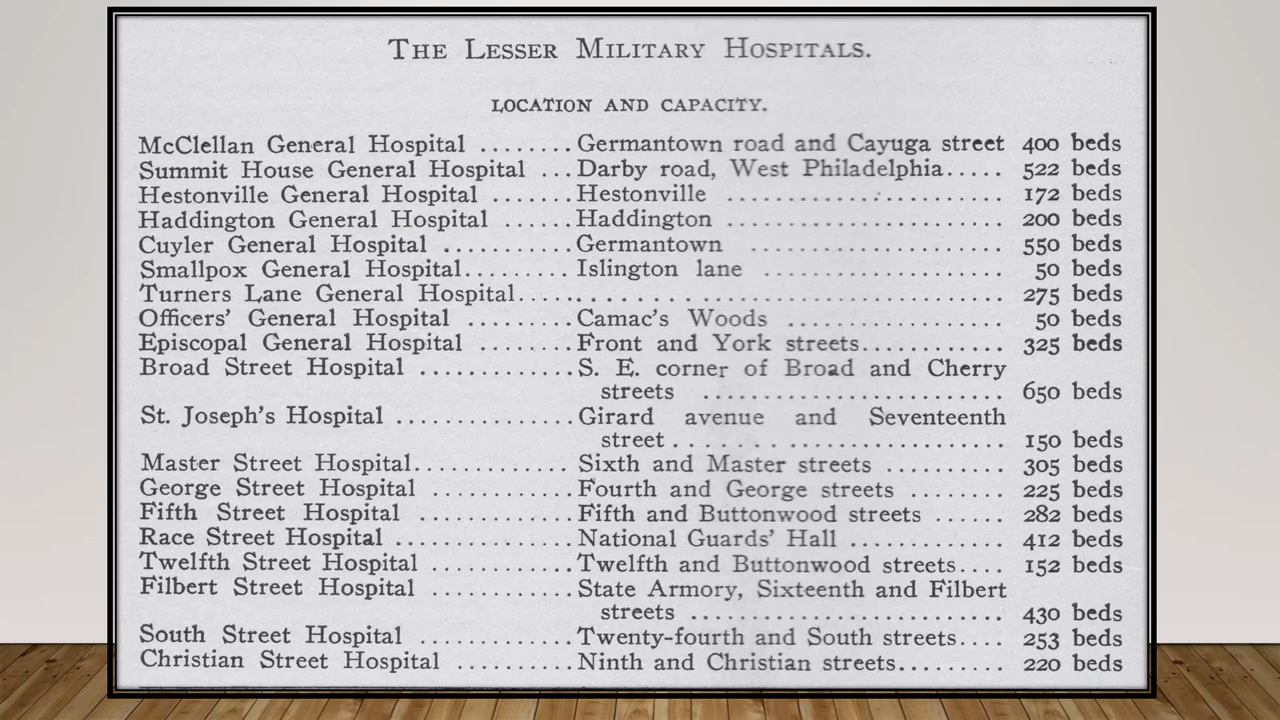 THE LESSER MILITARY HOSPITALS.
LOCATION AND CAPACITY.
McClellan General Hospital ........ Germantown road and Cayuga street 400 beds
Summit House General Hospital ... Darby road, West Philadelphia..... 522 beds
Hestonville General Hospital ....... Hestonville ...................... 172 beds
Haddington General Hospital ...... Haddington ...................... 200 beds
Cuyler General Hospital ........... Germantown .................... 550 beds
Smallpox General Hospital......... Islington lane ................... 50 beds
Turners Lane General Hospital................................... 275 beds
Officers' General Hospital ......... Camac's Woods ................. 50 beds
Episcopal General Hospital ........ Front and York streets............ 325 beds
Broad Street Hospital ............. S. E. corner of Broad and Cherry
streets ........................ 650 beds
St. Joseph's Hospital ............... Girard avenue and Seventeenth
street........................ 150 beds
Master Street Hospital............. Sixth and Master streets .......... 305 beds
George Street Hospital ............ Fourth and George streets ........ 225 beds
Fifth Street Hospital ............. Fifth and Buttonwood streets ...... 282 beds
Race Street Hospital ............... National Guards' Hall ............. 412 beds
Twelfth Street Hospital ............ Twelfth and Buttonwood streets.... 152 beds
Filbert Street Hospital ............ State Armory, Sixteenth and Filbert
streets ......................... 430 beds
South Street Hospital ............. Twenty-fourth and South streets.... 253 beds
Christian Street Hospital .......... Ninth and Christian streets......... 220 beds